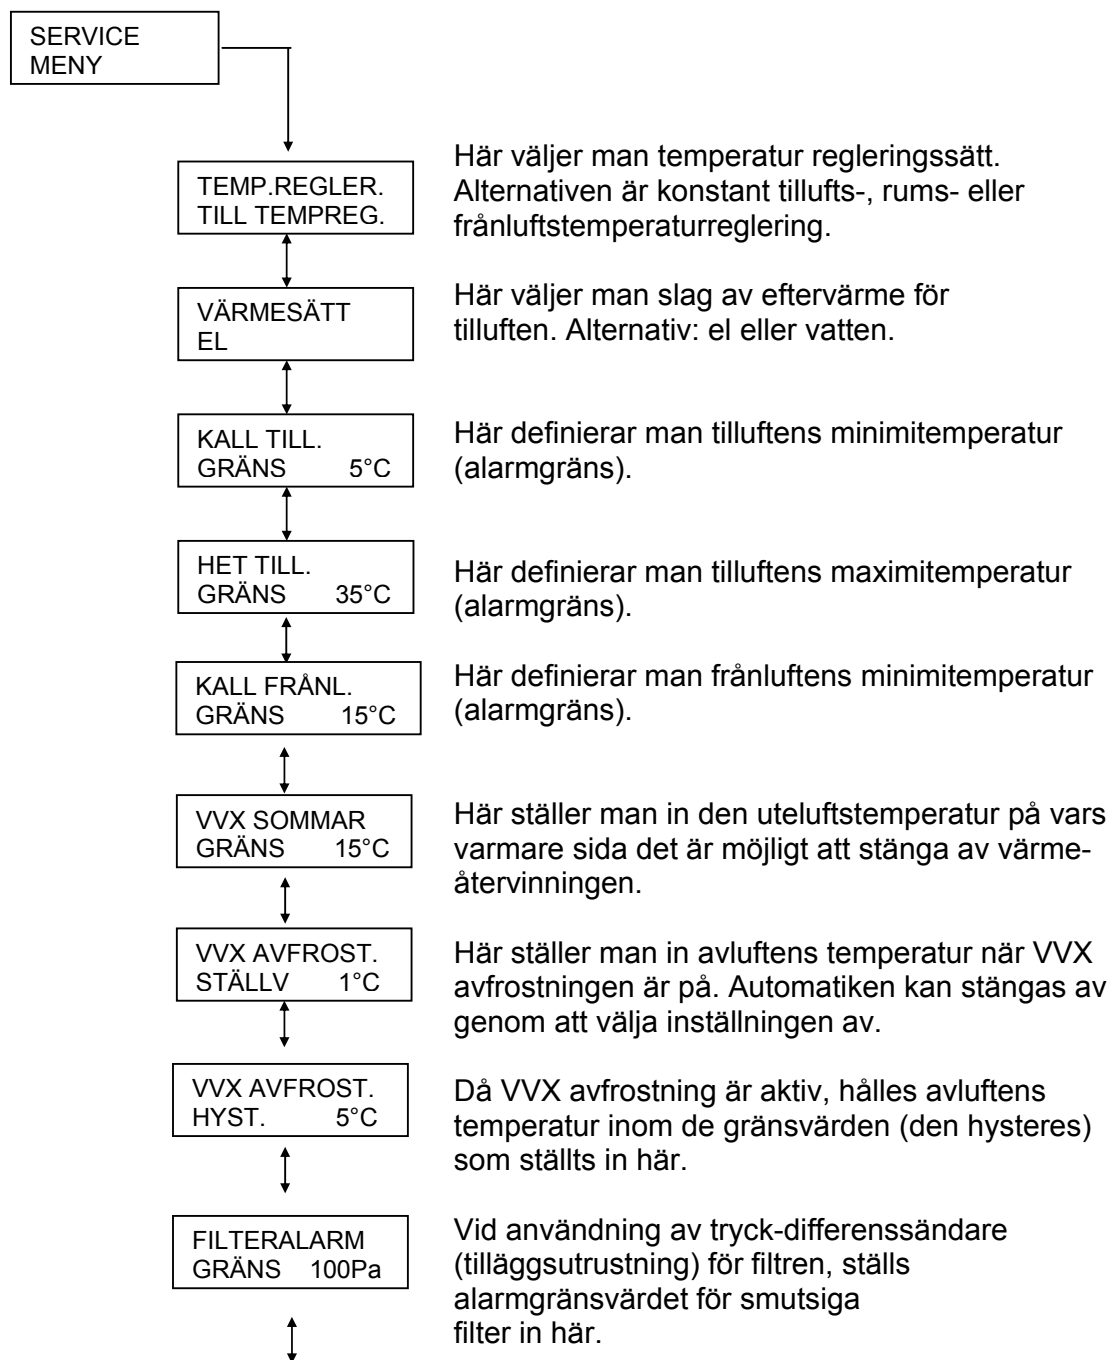 SERVICE
MENY
TEMP.REGLER.
TILL TEMPREG.
Här väljer man temperatur regleringssätt.
Alternativen är konstant tillufts-, rums- eller
frånluftstemperaturreglering.
VÄRMESÄTT
EL
Här väljer man slag av eftervärme för
tilluften. Alternativ: el eller vatten.
KALL TILL.
GRÄNS 5°C
Här definierar man tilluftens minimitemperatur
(alarmgräns).
HET TILL.
GRÄNS 35°C
Här definierar man tilluftens maximitemperatur
(alarmgräns).
KALL FRÅNL.
GRÄNS 15°C
Här definierar man frånluftens minimitemperatur
(alarmgräns).
VVX SOMMAR
GRÄNS 15°C
Här ställer man in den uteluftstemperatur på vars
varmare sida det är möjligt att stänga av värme-
återvinningen.
VVX AVFROST.
STÄLLV 1°C
Här ställer man in avluftens temperatur när VVX
avfrostningen är på. Automatiken kan stängas av
genom att välja inställningen av.
VVX AVFROST.
HYST. 5°C
Då VVX avfrostning är aktiv, hålles avluftens
temperatur inom de gränsvärden (den hysteres)
som ställts in här.
FILTERALARM
GRÄNS 100Pa
Vid användning av tryck-differenssändare
(tilläggsutrustning) för filtren, ställs
alarmgränsvärdet för smutsiga
filter in här.